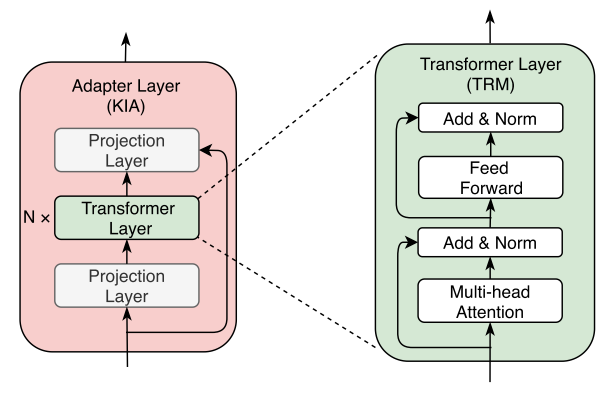 Adapter Layer
(KIA)
Projection
Layer
N ×
Transformer
Layer
Projection
Layer
Transformer Layer
(TRM)
Add & Norm
Feed
Forward
Add & Norm
Multi-head
Attention